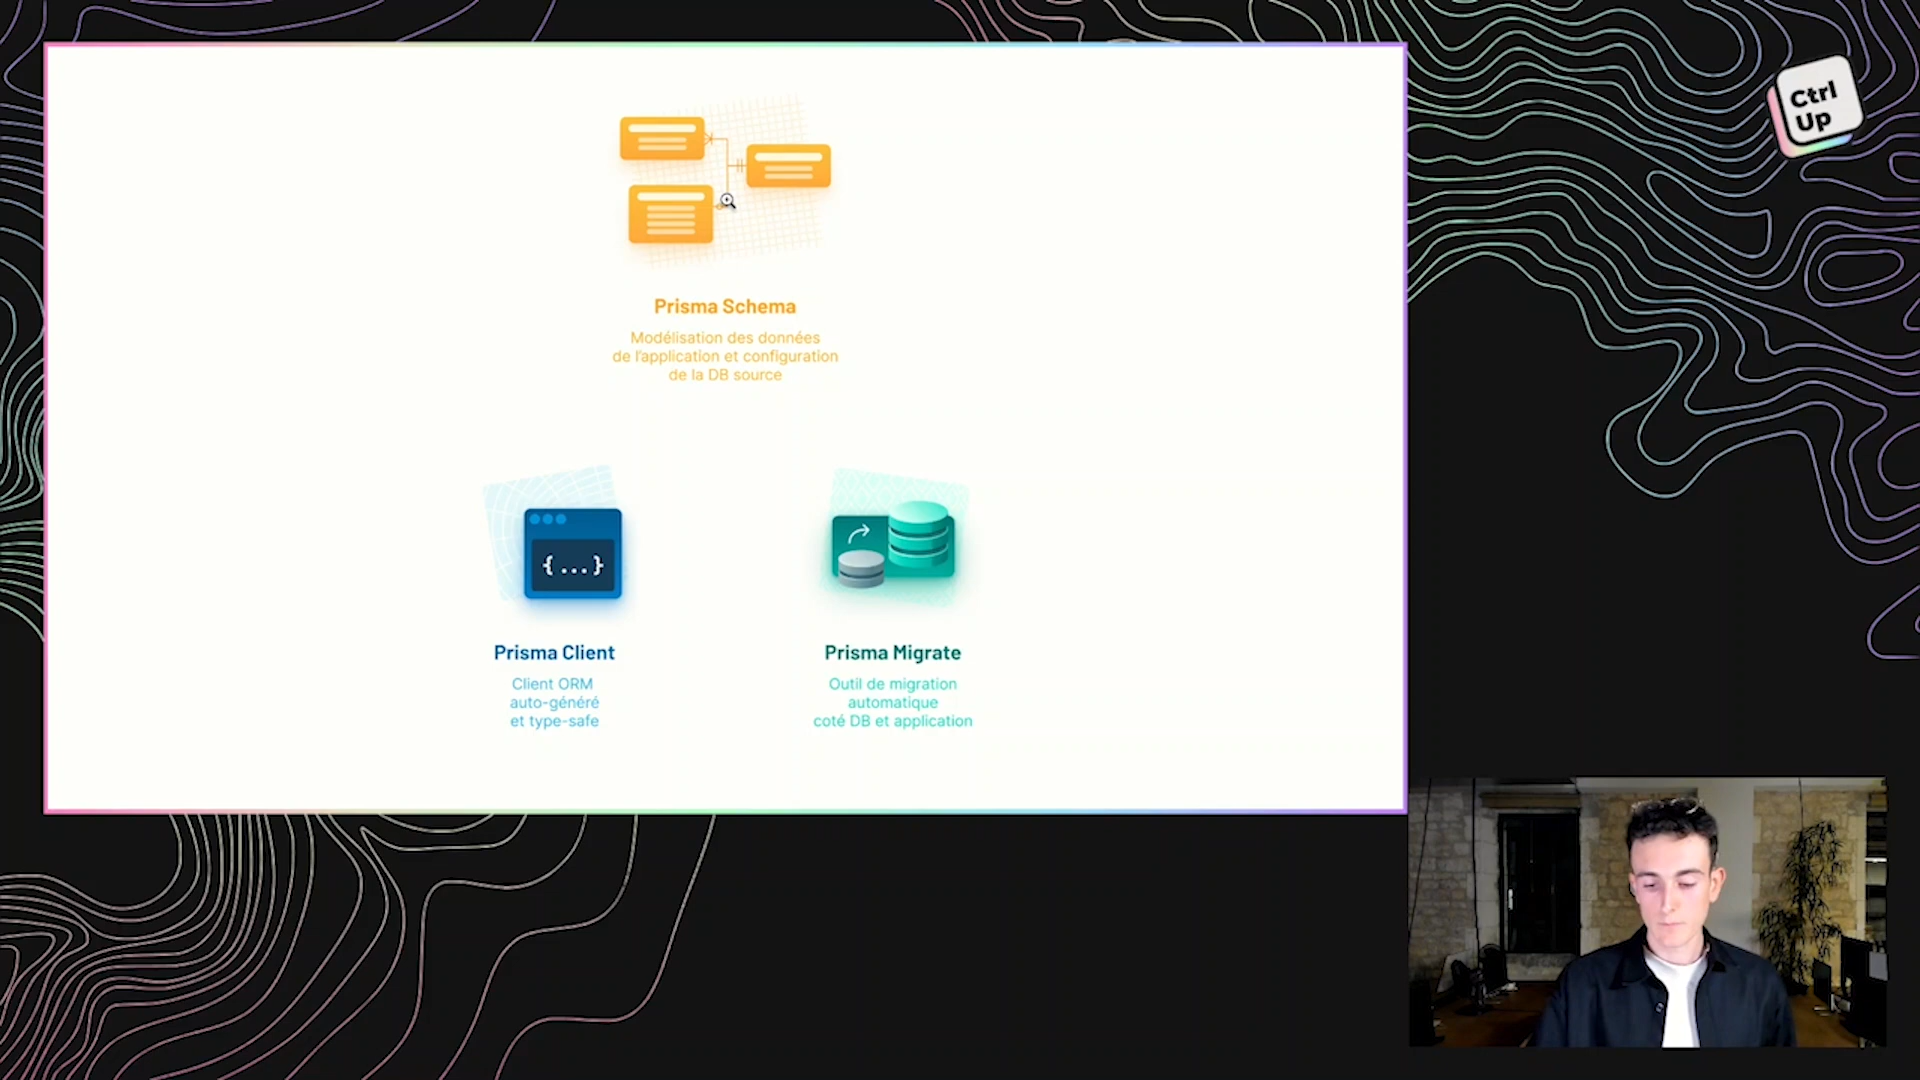 Ctrl
Up
Prisma Schema
Modélisation des données
de l'application et configuration
de la DB source
{ ... }
Prisma Client
Client ORM
auto-généré
et type-safe
Prisma Migrate
Outil de migration
automatique
coté DB et application